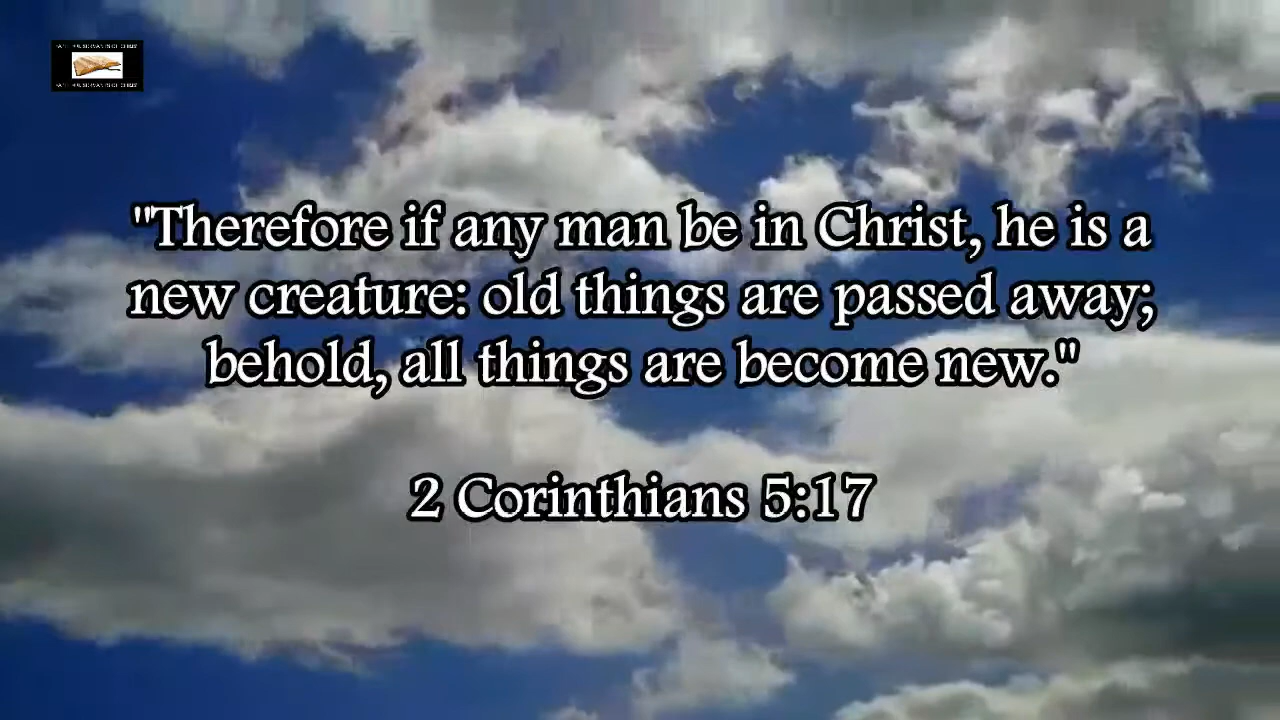 "Therefore if any man be in Christ, he is a
new creature: old things are passed away;
behold, all things are become new."
2 Corinthians 5:17